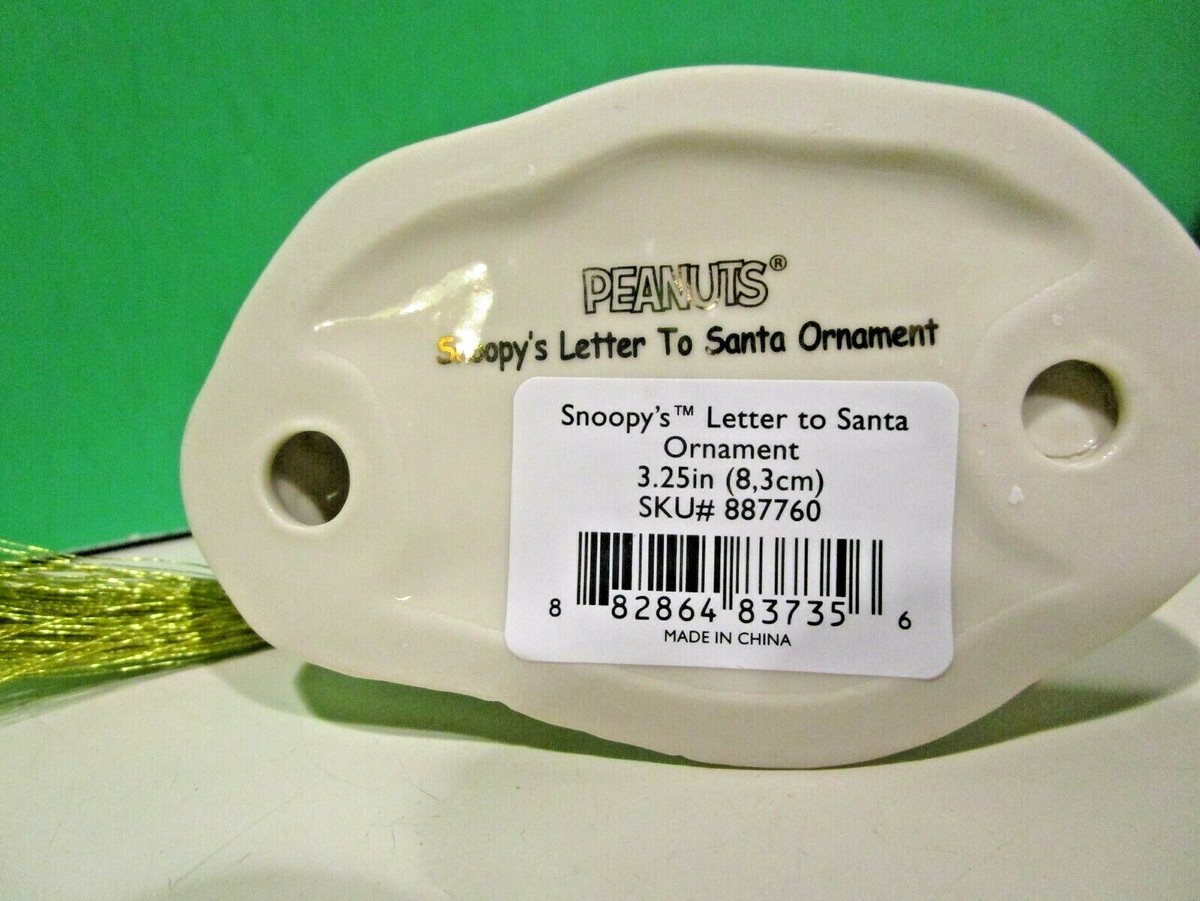 PEANUTS®
Snoopy's Letter To Santa Ornament
Snoopy's™ Letter to Santa
Ornament
3.25in (8,3cm)
SKU# 887760
8 82864 83735 6
MADE IN CHINA